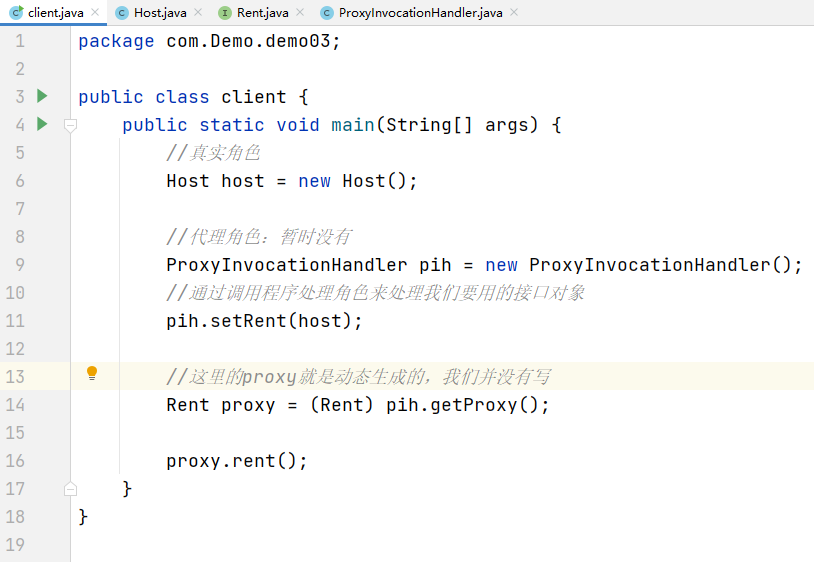 client.java Host.java Rent.java ProxyInvocationHandler.java
1 package com.Demo.demo03;
2
3 public class client {
4 public static void main(String[] args) {
5 //真实角色
6 Host host = new Host();
7
8 //代理角色：暂时没有
9 ProxyInvocationHandler pih = new ProxyInvocationHandler();
10 //通过调用程序处理角色来处理我们要用的接口对象
11 pih.setRent(host);
12
13 //这里的proxy就是动态生成的，我们并没有写
14 Rent proxy = (Rent) pih.getProxy();
15
16 proxy.rent();
17 }
18 }
19